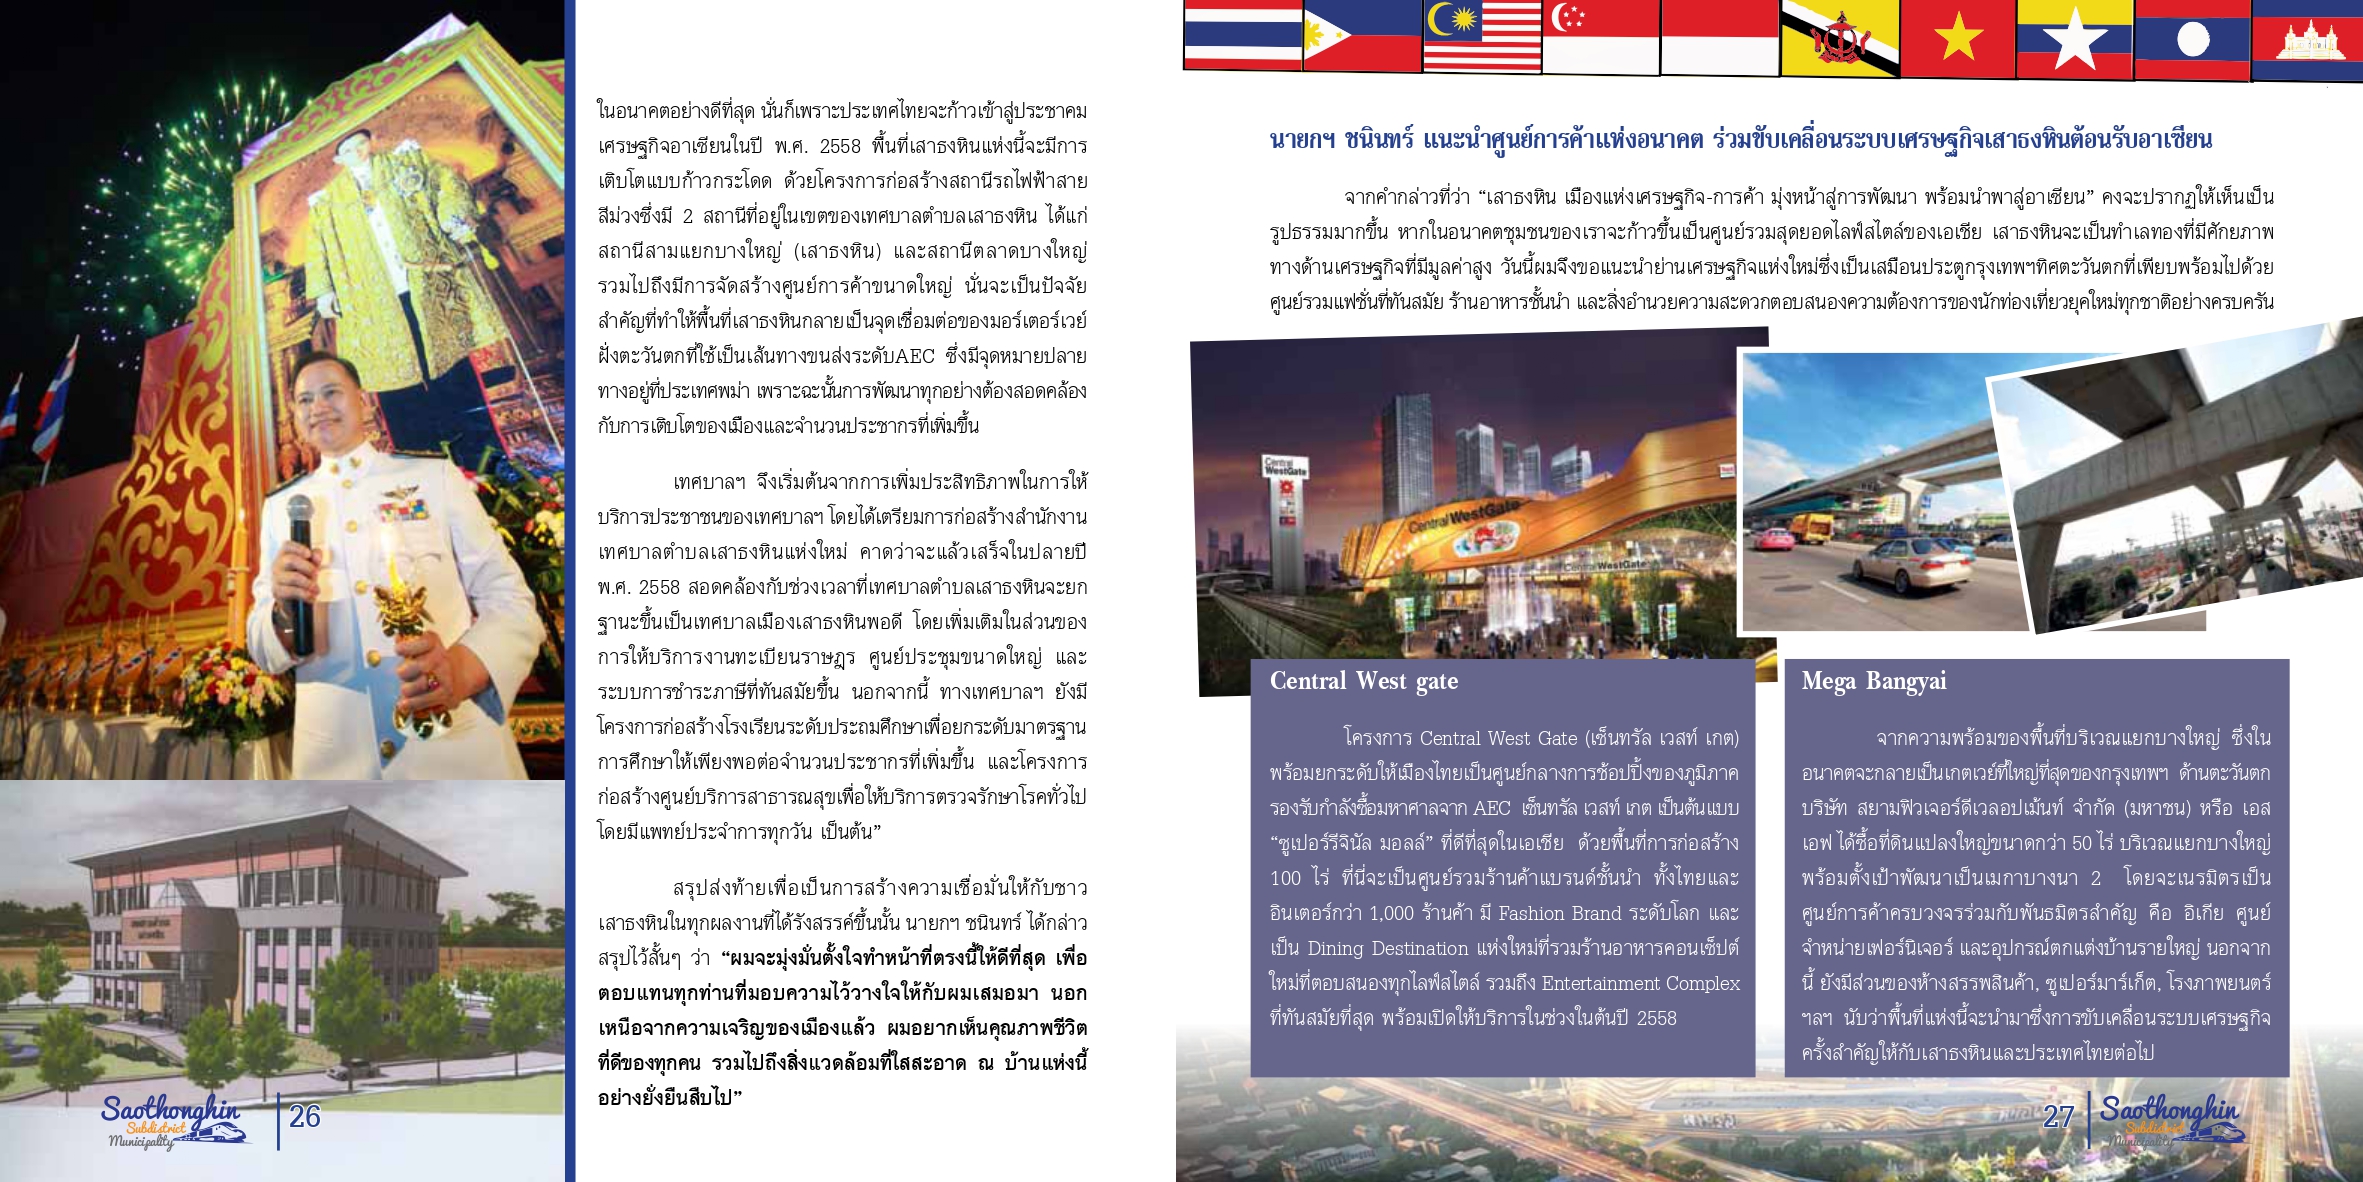 ในอนาคตอย่างดีที่สุด นั่นก็เพราะประเทศไทยจะก้าวเข้าสู่ประชาคม
เศรษฐกิจอาเซียนในปี พ.ศ. 2558 พื้นที่เสาธงหินแห่งนี้จะมีการ
เติบโตแบบก้าวกระโดด ด้วยโครงการก่อสร้างสถานีรถไฟฟ้าสาย
สีม่วงซึ่งมี 2 สถานีที่อยู่ในเขตของเทศบาลตำบลเสาธงหิน ได้แก่
สถานีสามแยกบางใหญ่ (เสาธงหิน) และสถานีตลาดบางใหญ่
รวมไปถึงมีการจัดสร้างศูนย์การค้าขนาดใหญ่ นั่นจะเป็นปัจจัย
สำคัญที่ทำให้พื้นที่เสาธงหินกลายเป็นจุดเชื่อมต่อของมอร์เตอร์เวย์
ฝั่งตะวันตกที่ใช้เป็นเส้นทางขนส่งระดับAEC ซึ่งมีจุดหมายปลาย
ทางอยู่ที่ประเทศพม่า เพราะฉะนั้นการพัฒนาทุกอย่างต้องสอดคล้อง
กับการเติบโตของเมืองและจำนวนประชากรที่เพิ่มขึ้น
เทศบาลฯ จึงเริ่มต้นจากการเพิ่มประสิทธิภาพในการให้
บริการประชาชนของเทศบาลฯ โดยได้เตรียมการก่อสร้างสำนักงาน
เทศบาลตำบลเสาธงหินแห่งใหม่ คาดว่าจะแล้วเสร็จในปลายปี
พ.ศ. 2558 สอดคล้องกับช่วงเวลาที่เทศบาลตำบลเสาธงหินจะยก
ฐานะขึ้นเป็นเทศบาลเมืองเสาธงหินพอดี โดยเพิ่มเติมในส่วนของ
การให้บริการงานทะเบียนราษฎร ศูนย์ประชุมขนาดใหญ่ และ
ระบบการชำระภาษีที่ทันสมัยขึ้น นอกจากนี้ ทางเทศบาลฯ ยังมี
โครงการก่อสร้างโรงเรียนระดับประถมศึกษาเพื่อยกระดับมาตรฐาน
การศึกษาให้เพียงพอต่อจำนวนประชากรที่เพิ่มขึ้น และโครงการ
ก่อสร้างศูนย์บริการสาธารณสุขเพื่อให้บริการตรวจรักษาโรคทั่วไป
โดยมีแพทย์ประจำการทุกวัน เป็นต้น”
สรุปส่งท้ายเพื่อเป็นการสร้างความเชื่อมั่นให้กับชาว
เสาธงหินในทุกผลงานที่ได้รังสรรค์ขึ้นนั้น นายกฯ ชนินทร์ ได้กล่าว
สรุปไว้สั้นๆ ว่า “ผมจะมุ่งมั่นตั้งใจทำหน้าที่ตรงนี้ให้ดีที่สุด เพื่อ
ตอบแทนทุกท่านที่มอบความไว้วางใจให้กับผมเสมอมา นอก
เหนือจากความเจริญของเมืองแล้ว ผมอยากเห็นคุณภาพชีวิต
ที่ดีของทุกคน รวมไปถึงสิ่งแวดล้อมที่ใสสะอาด ณ บ้านแห่งนี้
อย่างยั่งยืนสืบไป”
Saothonghin
Subdistrict
Municipality
26
นายกฯ ชนินทร์ แนะนำศูนย์การค้าแห่งอนาคต ร่วมขับเคลื่อนระบบเศรษฐกิจเสาธงหินต้อนรับอาเซียน
จากคำกล่าวที่ว่า “เสาธงหิน เมืองแห่งเศรษฐกิจ-การค้า มุ่งหน้าสู่การพัฒนา พร้อมนำพาสู่อาเซียน” คงจะปรากฏให้เห็นเป็น
รูปธรรมมากขึ้น หากในอนาคตชุมชนของเราจะก้าวขึ้นเป็นศูนย์รวมสุดยอดไลฟ์สไตล์ของเอเชีย เสาธงหินจะเป็นทำเลทองที่มีศักยภาพ
ทางด้านเศรษฐกิจที่มีมูลค่าสูง วันนี้ผมจึงขอแนะนำย่านเศรษฐกิจแห่งใหม่ซึ่งเป็นเสมือนประตูกรุงเทพฯทิศตะวันตกที่เพียบพร้อมไปด้วย
ศูนย์รวมแฟชั่นที่ทันสมัย ร้านอาหารชั้นนำ และสิ่งอำนวยความสะดวกตอบสนองความต้องการของนักท่องเที่ยวยุคใหม่ทุกชาติอย่างครบครัน
Central
WestGate
Central WestGate
Central WestGate
Central West gate
โครงการ Central West Gate (เซ็นทรัล เวสท์ เกต)
พร้อมยกระดับให้เมืองไทยเป็นศูนย์กลางการช้อปปิ้งของภูมิภาค
รองรับกำลังซื้อมหาศาลจาก AEC เซ็นทรัล เวสท์ เกต เป็นต้นแบบ
“ซูเปอร์รีจินัล มอลล์” ที่ดีที่สุดในเอเชีย ด้วยพื้นที่การก่อสร้าง
100 ไร่ ที่นี่จะเป็นศูนย์รวมร้านค้าแบรนด์ชั้นนำ ทั้งไทยและ
อินเตอร์กว่า 1,000 ร้านค้า มี Fashion Brand ระดับโลก และ
เป็น Dining Destination แห่งใหม่ที่รวมร้านอาหารคอนเซ็ปต์
ใหม่ที่ตอบสนองทุกไลฟ์สไตล์ รวมถึง Entertainment Complex
ที่ทันสมัยที่สุด พร้อมเปิดให้บริการในช่วงในต้นปี 2558
Mega Bangyai
จากความพร้อมของพื้นที่บริเวณแยกบางใหญ่ ซึ่งใน
อนาคตจะกลายเป็นเกตเวย์ที่ใหญ่ที่สุดของกรุงเทพฯ ด้านตะวันตก
บริษัท สยามฟิวเจอร์ดีเวลอปเม้นท์ จำกัด (มหาชน) หรือ เอส
เอฟ ได้ซื้อที่ดินแปลงใหญ่ขนาดกว่า 50 ไร่ บริเวณแยกบางใหญ่
พร้อมตั้งเป้าพัฒนาเป็นเมกาบางนา 2 โดยจะเนรมิตรเป็น
ศูนย์การค้าครบวงจรร่วมกับพันธมิตรสำคัญ คือ อิเกีย ศูนย์
จำหน่ายเฟอร์นิเจอร์ และอุปกรณ์ตกแต่งบ้านรายใหญ่ นอกจาก
นี้ ยังมีส่วนของห้างสรรพสินค้า, ซูเปอร์มาร์เก็ต, โรงภาพยนตร์
ฯลฯ นับว่าพื้นที่แห่งนี้จะนำมาซึ่งการขับเคลื่อนระบบเศรษฐกิจ
ครั้งสำคัญให้กับเสาธงหินและประเทศไทยต่อไป
27
Saothonghin
Subdistrict
Municipality